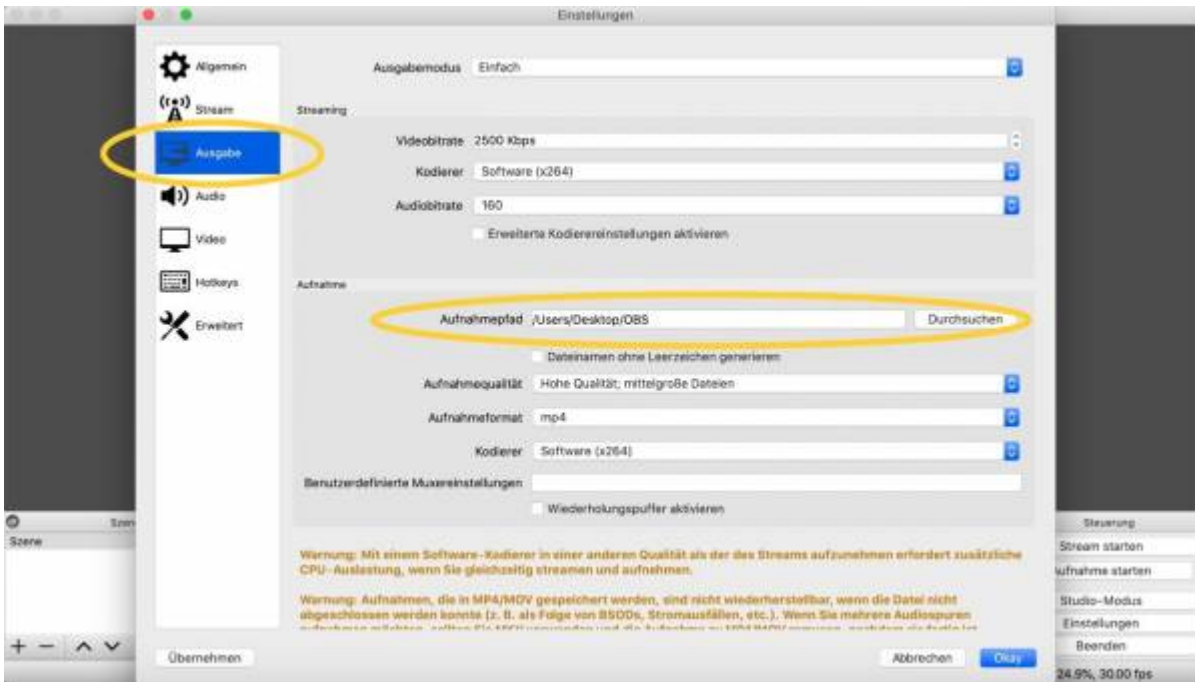 Einstellungen
Allgemein
Stream
Ausgabe
Audio
Video
Hotkeys
Erweitert
Ausgabemodus Einfach
Streaming
Videobitrate 2500 Kbps
Kodierer Software (x264)
Audiobitrate 160
Erweiterte Kodierereinstellungen aktivieren
Aufnahme
Aufnahmepfad /Users/Desktop/OBS Durchsuchen
Dateinamen ohne Leerzeichen generieren
Aufnahmequalität Hohe Qualität; mittelgroße Dateien
Aufnahmeformat mp4
Kodierer Software (x264)
Benutzerdefinierte Muxereinstellungen
Wiederholungspuffer aktivieren
Warnung: Mit einem Software-Kodierer in einer anderen Qualität als der des Streams aufzunehmen erfordert zusätzliche
CPU-Auslastung, wenn Sie gleichzeitig streamen und aufnehmen.
Warnung: Aufnahmen, die in MP4/MOV gespeichert werden, sind nicht wiederherstellbar, wenn die Datei nicht
abgeschlossen werden konnte (z. B. als Folge von BSODs, Stromausfällen, etc.). Wenn Sie mehrere Audiospuren
Übernehmen
Abbrechen
Okay
Szene
Steuerung
Stream starten
ufnahme starten
Studio-Modus
Einstellungen
Beenden
24.9%, 30.00 fps